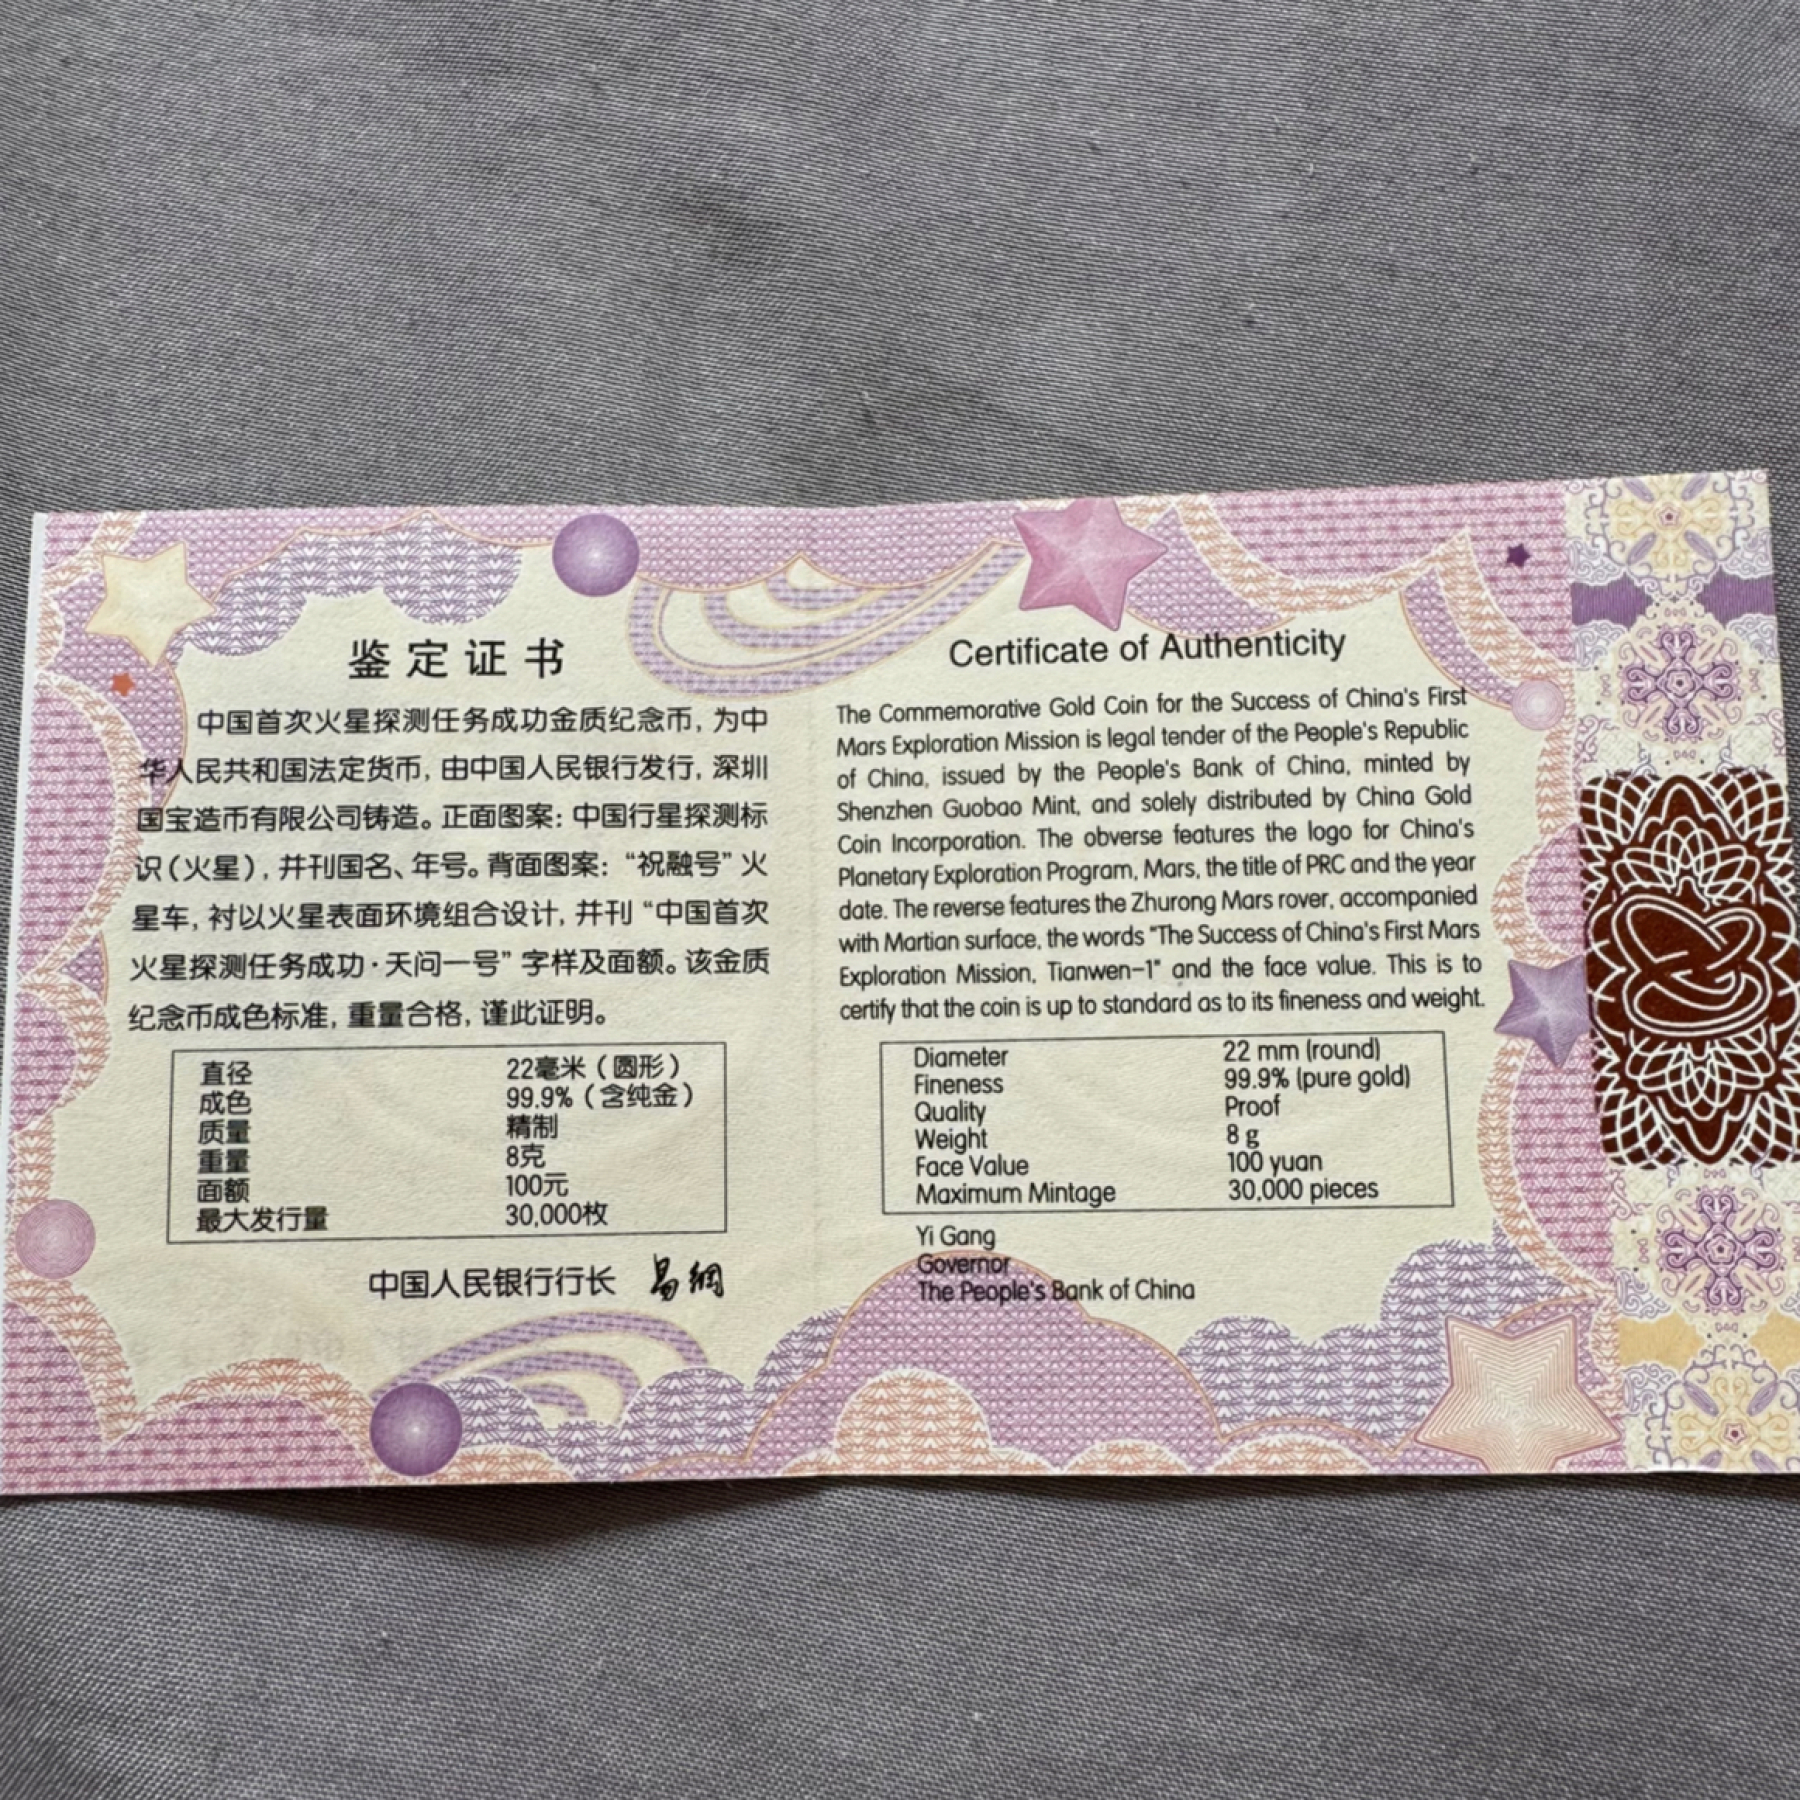 鉴定证书
中国首次火星探测任务成功金质纪念币，为中
华人民共和国法定货币，由中国人民银行发行，深圳
国宝造币有限公司铸造。正面图案：中国行星探测标
识（火星），并刊国名、年号。背面图案：“祝融号”火
星车，衬以火星表面环境组合设计，并刊“中国首次
火星探测任务成功·天问一号”字样及面额。该金质
纪念币成色标准，重量合格，谨此证明。
直径 22毫米（圆形）
成色 99.9%（含纯金）
质量 精制
重量 8克
面额 100元
最大发行量 30,000枚
中国人民银行行长 易纲
Certificate of Authenticity
The Commemorative Gold Coin for the Success of China's First
Mars Exploration Mission is legal tender of the People's Republic
of China, issued by the People's Bank of China, minted by
Shenzhen Guobao Mint, and solely distributed by China Gold
Coin Incorporation. The obverse features the logo for China's
Planetary Exploration Program, Mars, the title of PRC and the year
date. The reverse features the Zhurong Mars rover, accompanied
with Martian surface, the words "The Success of China's First Mars
Exploration Mission, Tianwen-1" and the face value. This is to
certify that the coin is up to standard as to its fineness and weight.
Diameter 22 mm (round)
Fineness 99.9% (pure gold)
Quality Proof
Weight 8 g
Face Value 100 yuan
Maximum Mintage 30,000 pieces
Yi Gang
Governor
The People's Bank of China